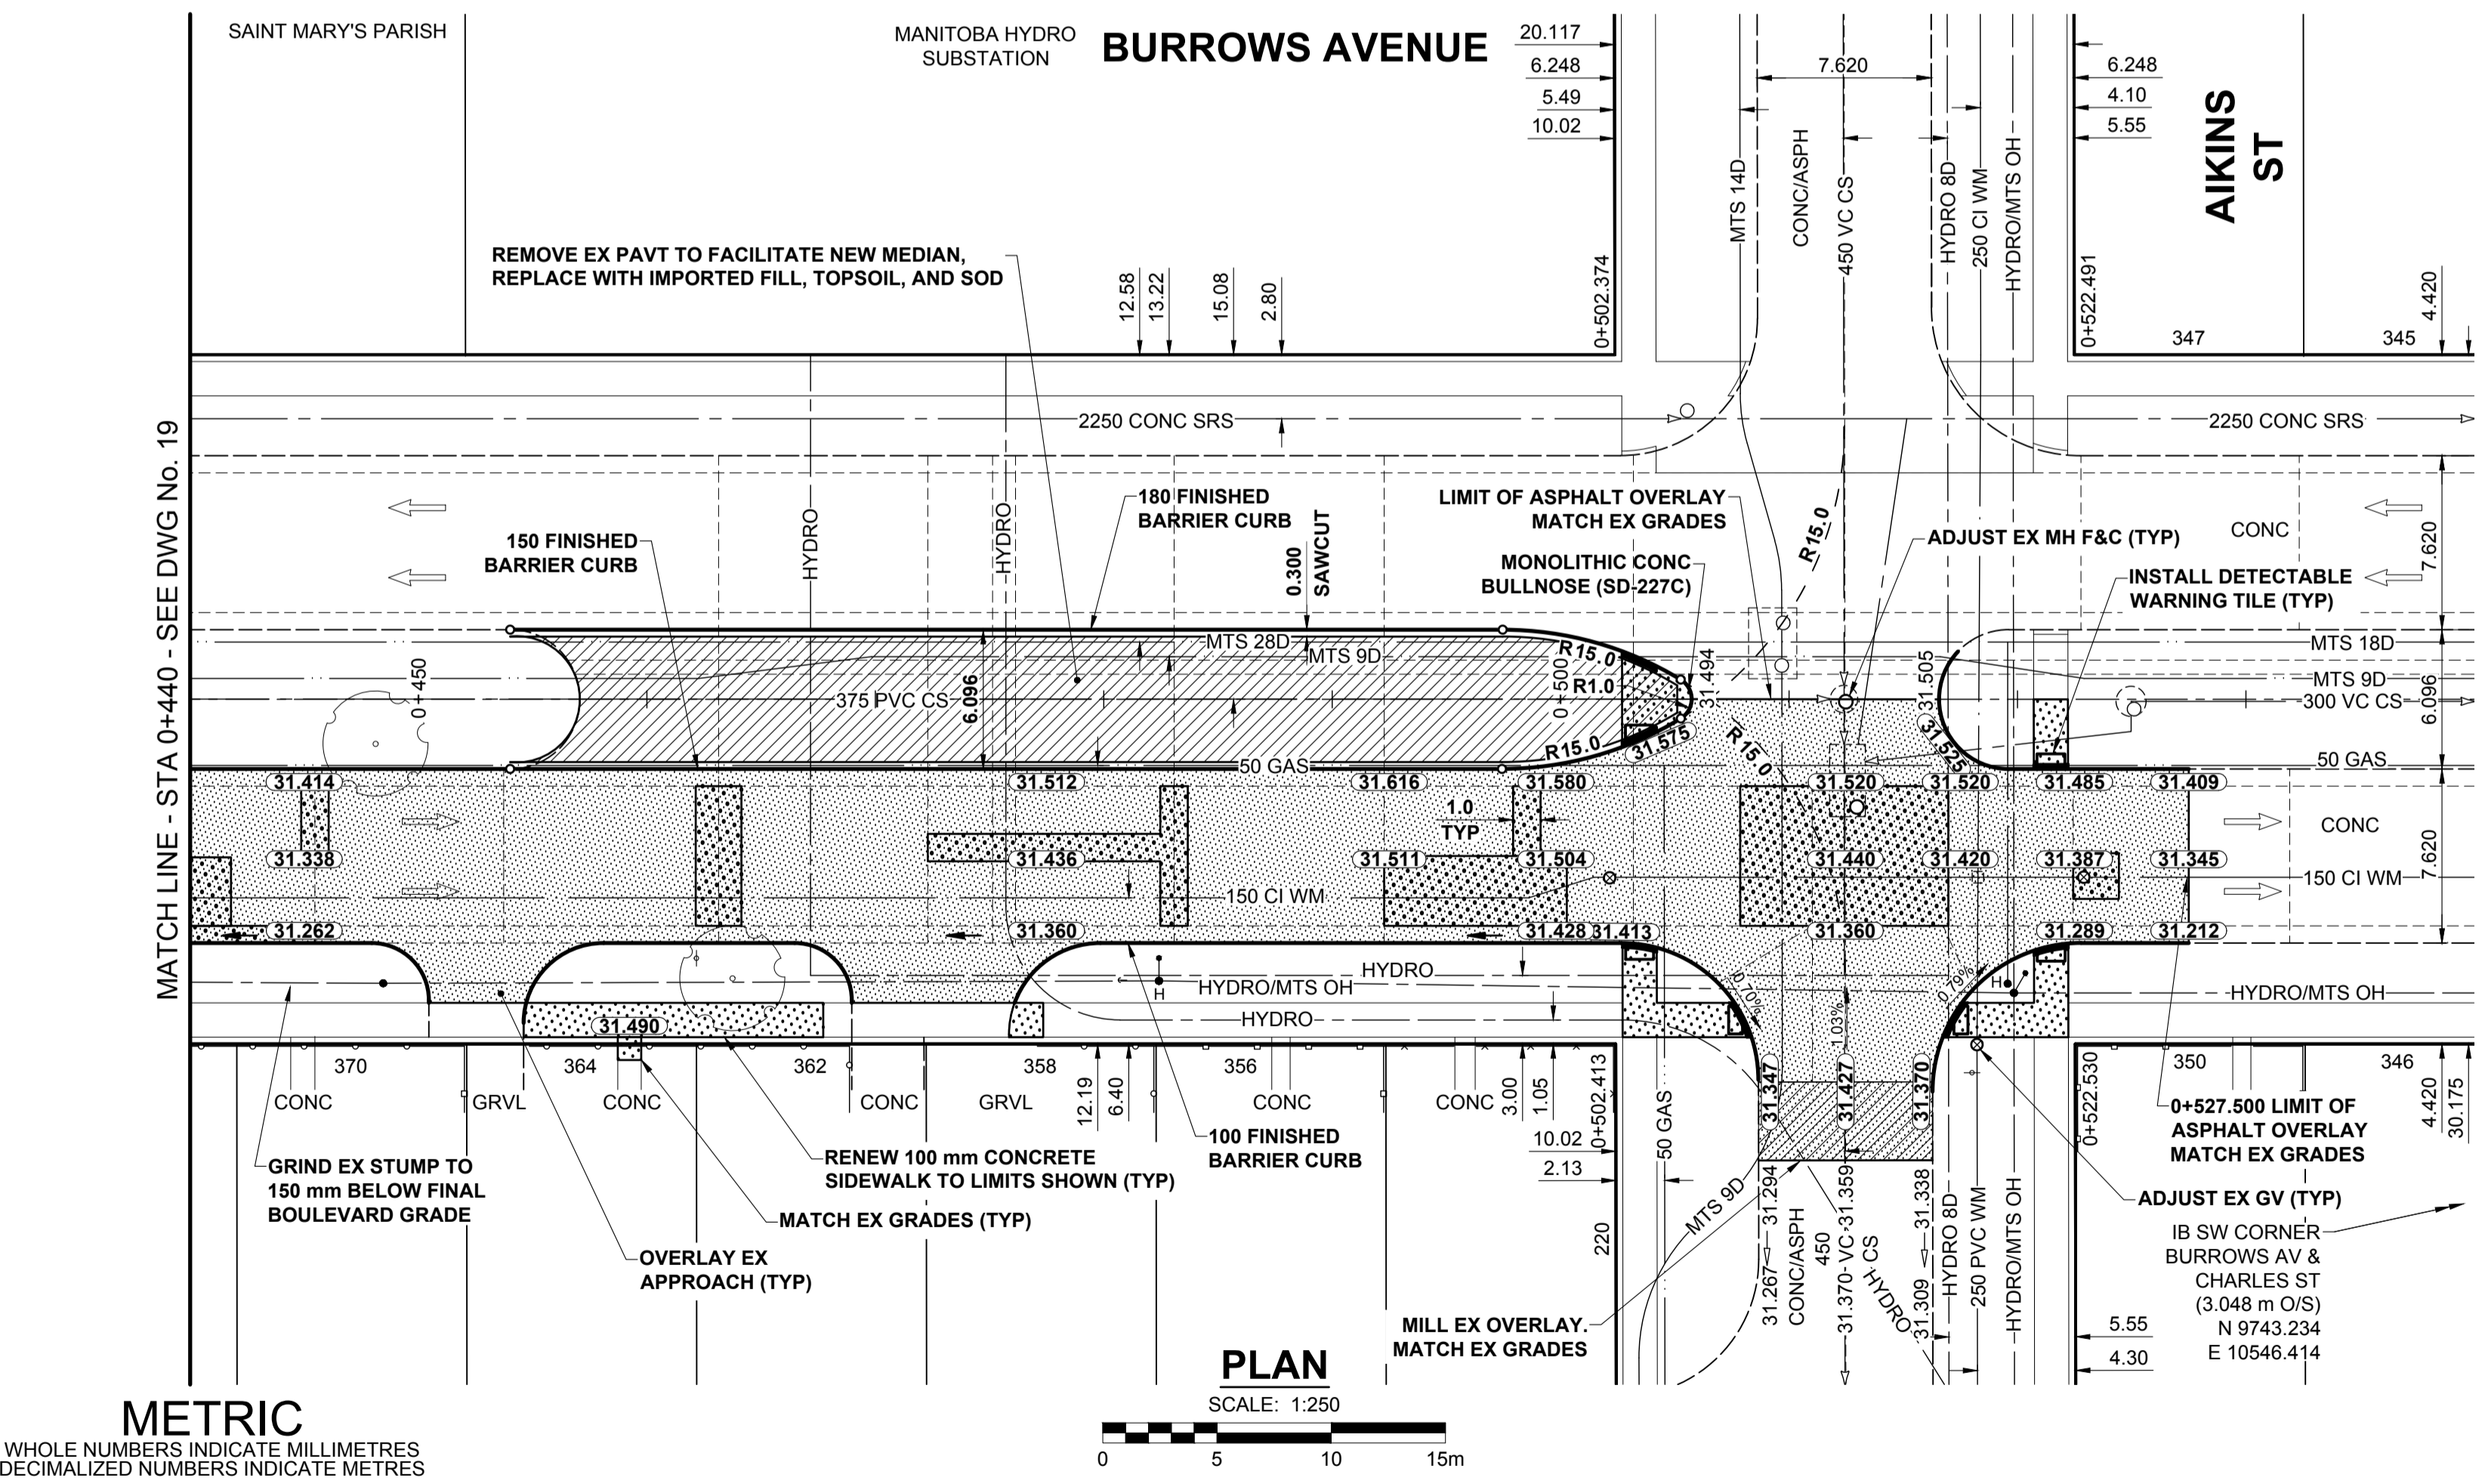 SAINT MARY'S PARISH
MANITOBA HYDRO
SUBSTATION
BURROWS AVENUE
20.117
6.248
5.49
10.02
7.620
6.248
4.10
5.55
AIKINS
ST
MTS 14D
CONC/ASPH
450 VC CS
HYDRO 8D
250 CI WM
HYDRO/MTS OH
REMOVE EX PAVT TO FACILITATE NEW MEDIAN,
REPLACE WITH IMPORTED FILL, TOPSOIL, AND SOD
12.58
13.22
15.08
2.80
0+502.374
0+522.491
347
345
4.420
2250 CONC SRS
2250 CONC SRS
MATCH LINE - STA 0+440 - SEE DWG No. 19
150 FINISHED
BARRIER CURB
HYDRO
HYDRO
180 FINISHED
BARRIER CURB
0.300
SAWCUT
LIMIT OF ASPHALT OVERLAY
MATCH EX GRADES
MONOLITHIC CONC
BULLNOSE (SD-227C)
R15.0
ADJUST EX MH F&C (TYP)
INSTALL DETECTABLE
WARNING TILE (TYP)
CONC
7.620
0+450
375 PVC CS
6.096
MTS 28D
MTS 9D
0+500
R15.0
R1.0
R15.0
31.575
31.494
R15.0
31.505
31.525
MTS 18D
MTS 9D
300 VC CS
6.096
50 GAS
50 GAS
31.414
31.512
31.616
31.580
31.520
31.520
31.485
31.409
1.0
TYP
CONC
31.338
31.436
31.511
31.504
31.440
31.420
31.387
31.345
150 CI WM
150 CI WM
7.620
31.262
31.360
31.428
31.413
31.360
31.289
31.212
HYDRO
HYDRO/MTS OH
HYDRO
H
H
0.70%
1.03%
0.79%
HYDRO/MTS OH
31.490
370
364
362
358
356
350
346
CONC
GRVL
CONC
CONC
GRVL
CONC
CONC
12.19
6.40
3.00
1.05
0+502.413
10.02
2.13
50 GAS
220
31.347
31.427
31.370
0+522.530
4.420
30.175
100 FINISHED
BARRIER CURB
0+527.500 LIMIT OF
ASPHALT OVERLAY
MATCH EX GRADES
GRIND EX STUMP TO
150 mm BELOW FINAL
BOULEVARD GRADE
RENEW 100 mm CONCRETE
SIDEWALK TO LIMITS SHOWN (TYP)
MATCH EX GRADES (TYP)
OVERLAY EX
APPROACH (TYP)
ADJUST EX GV (TYP)
MTS 9D
31.267
31.294
CONC/ASPH
450
VC
CS
31.370
31.359
HYDRO
31.309
31.338
HYDRO 8D
250 PVC WM
HYDRO/MTS OH
IB SW CORNER
BURROWS AV &
CHARLES ST
(3.048 m O/S)
N 9743.234
E 10546.414
5.55
4.30
MILL EX OVERLAY.
MATCH EX GRADES
PLAN
SCALE: 1:250
0
5
10
15m
METRIC
WHOLE NUMBERS INDICATE MILLIMETRES
DECIMALIZED NUMBERS INDICATE METRES